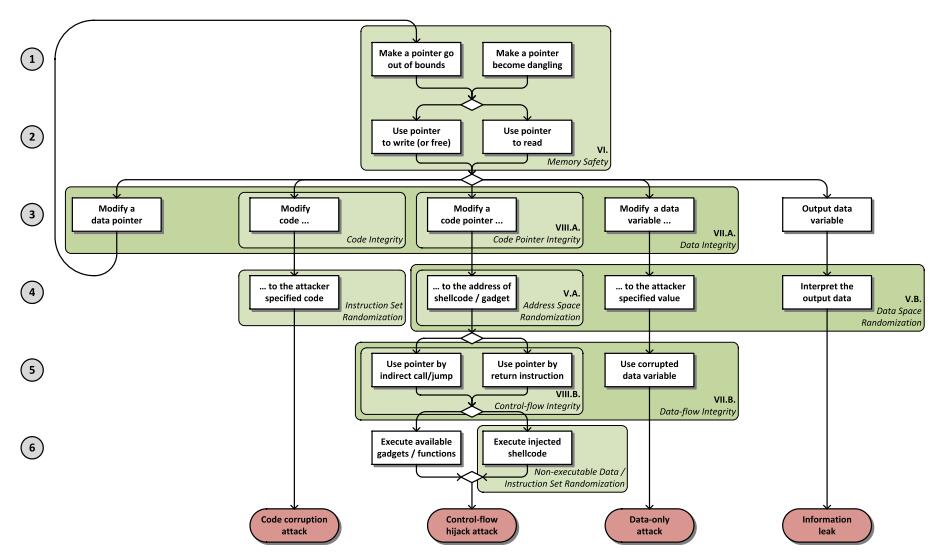 1
Make a pointer go
out of bounds
Make a pointer
become dangling
2
Use pointer
to write (or free)
Use pointer
to read
VI.
Memory Safety
3
Modify a
data pointer
Modify
code ...
Code Integrity
Modify a
code pointer ...
VIII.A.
Code Pointer Integrity
Modify a data
variable ...
VII.A.
Data Integrity
Output data
variable
4
... to the attacker
specified code
Instruction Set
Randomization
... to the address of
shellcode / gadget
V.A.
Address Space
Randomization
... to the attacker
specified value
Interpret the
output data
V.B.
Data Space
Randomization
5
Use pointer by
indirect call/jump
Use pointer by
return instruction
VIII.B.
Control-flow Integrity
Use corrupted
data variable
VII.B.
Data-flow Integrity
6
Execute available
gadgets / functions
Execute injected
shellcode
Non-executable Data /
Instruction Set Randomization
Code corruption
attack
Control-flow
hijack attack
Data-only
attack
Information
leak